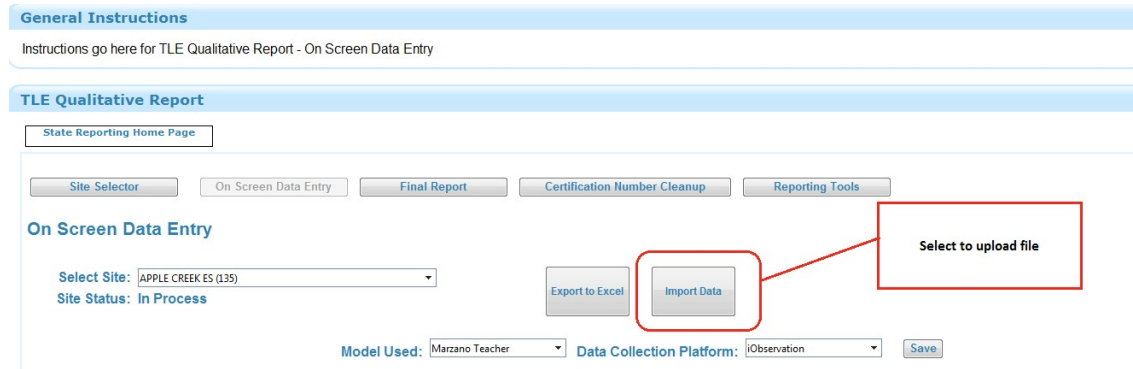 General Instructions
Instructions go here for TLE Qualitative Report - On Screen Data Entry
TLE Qualitative Report
State Reporting Home Page
Site Selector On Screen Data Entry Final Report Certification Number Cleanup Reporting Tools
On Screen Data Entry
Select to upload file
Select Site: APPLE CREEK ES (135)
Export to Excel Import Data
Site Status: In Process
Model Used: Marzano Teacher Data Collection Platform: iObservation Save